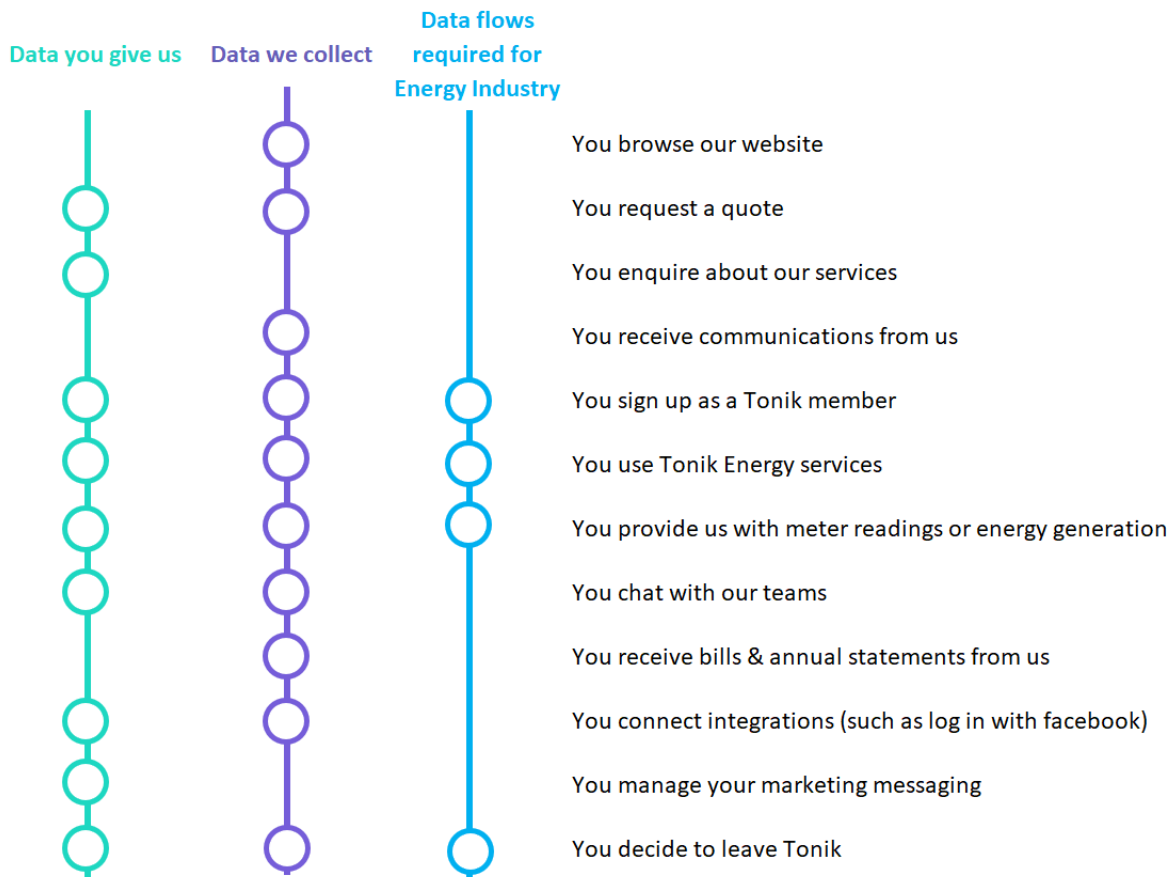 Data you give us
Data we collect
Data flows
required for
Energy Industry
You browse our website
You request a quote
You enquire about our services
You receive communications from us
You sign up as a Tonik member
You use Tonik Energy services
You provide us with meter readings or energy generation
You chat with our teams
You receive bills & annual statements from us
You connect integrations (such as log in with facebook)
You manage your marketing messaging
You decide to leave Tonik